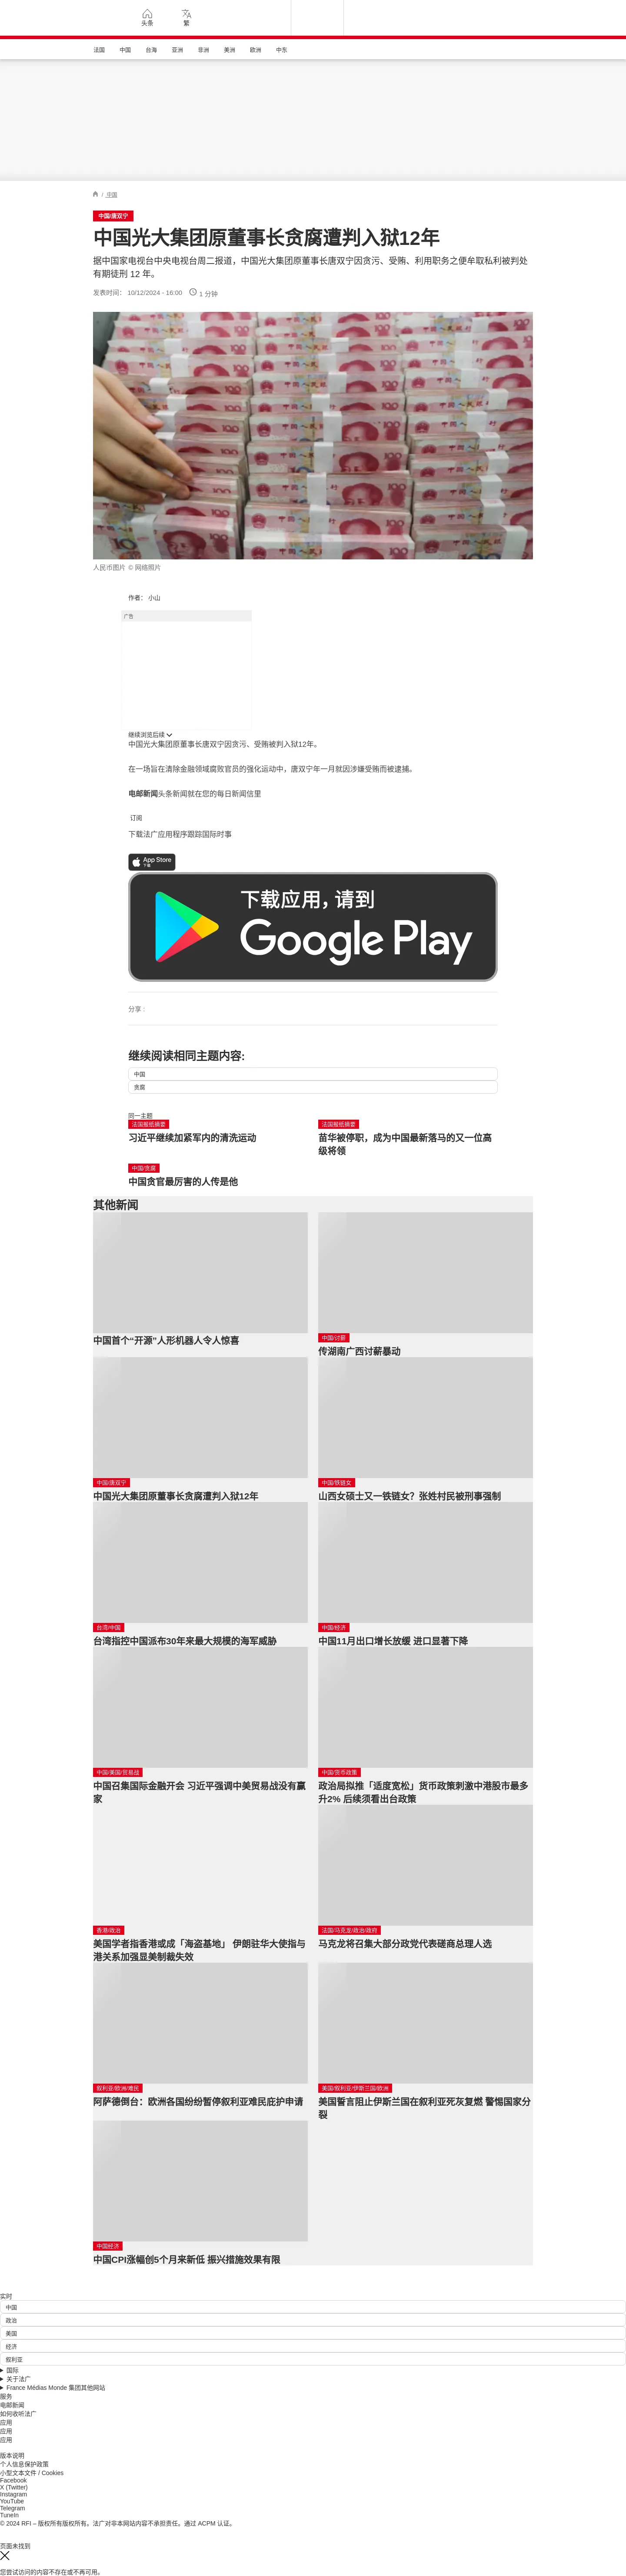 头条
繁
法国
中国
台海
亚洲
非洲
美洲
欧洲
中东
/ 中国
中国/唐双宁
中国光大集团原董事长贪腐遭判入狱12年
据中国家电视台中央电视台周二报道，中国光大集团原董事长唐双宁因贪污、受贿、利用职务之便牟取私利被判处
有期徒刑 12 年。
发表时间： 10/12/2024 - 16:00
1 分钟
人民币图片 © 网络照片
作者： 小山
广告
继续浏览后续
中国光大集团原董事长唐双宁因贪污、受贿被判入狱12年。
在一场旨在清除金融领域腐败官员的强化运动中，唐双宁年一月就因涉嫌受贿而被逮捕。
电邮新闻头条新闻就在您的每日新闻信里
订阅
下载法广应用程序跟踪国际时事
App Store
下载
下载应用，请到
Google Play
分享 :
继续阅读相同主题内容:
中国
贪腐
同一主题
法国报纸摘要
习近平继续加紧军内的清洗运动
法国报纸摘要
苗华被停职，成为中国最新落马的又一位高
级将领
中国/贪腐
中国贪官最厉害的人传是他
其他新闻
中国首个“开源”人形机器人令人惊喜
中国/讨薪
传湖南广西讨薪暴动
中国/唐双宁
中国光大集团原董事长贪腐遭判入狱12年
中国/铁链女
山西女硕士又一铁链女？张姓村民被刑事强制
台湾/中国
台湾指控中国派布30年来最大规模的海军威胁
中国/经济
中国11月出口增长放缓 进口显著下降
中国/美国/贸易战
中国召集国际金融开会 习近平强调中美贸易战没有赢
家
中国/货币政策
政治局拟推「适度宽松」货币政策刺激中港股市最多
升2% 后续须看出台政策
香港/政治
美国学者指香港或成「海盗基地」 伊朗驻华大使指与
港关系加强显美制裁失效
法国/马克龙/政治/政府
马克龙将召集大部分政党代表磋商总理人选
叙利亚/欧洲/难民
阿萨德倒台：欧洲各国纷纷暂停叙利亚难民庇护申请
美国/叙利亚/伊斯兰国/欧洲
美国誓言阻止伊斯兰国在叙利亚死灰复燃 警惕国家分
裂
中国经济
中国CPI涨幅创5个月来新低 振兴措施效果有限
实时
中国
政治
美国
经济
叙利亚
国际
关于法广
France Médias Monde 集团其他网站
服务
电邮新闻
如何收听法广
应用
应用
应用
版本说明
个人信息保护政策
小型文本文件 / Cookies
Facebook
X (Twitter)
Instagram
YouTube
Telegram
TuneIn
© 2024 RFI – 版权所有版权所有。法广对非本网站内容不承担责任。通过 ACPM 认证。
页面未找到
您尝试访问的内容不存在或不再可用。